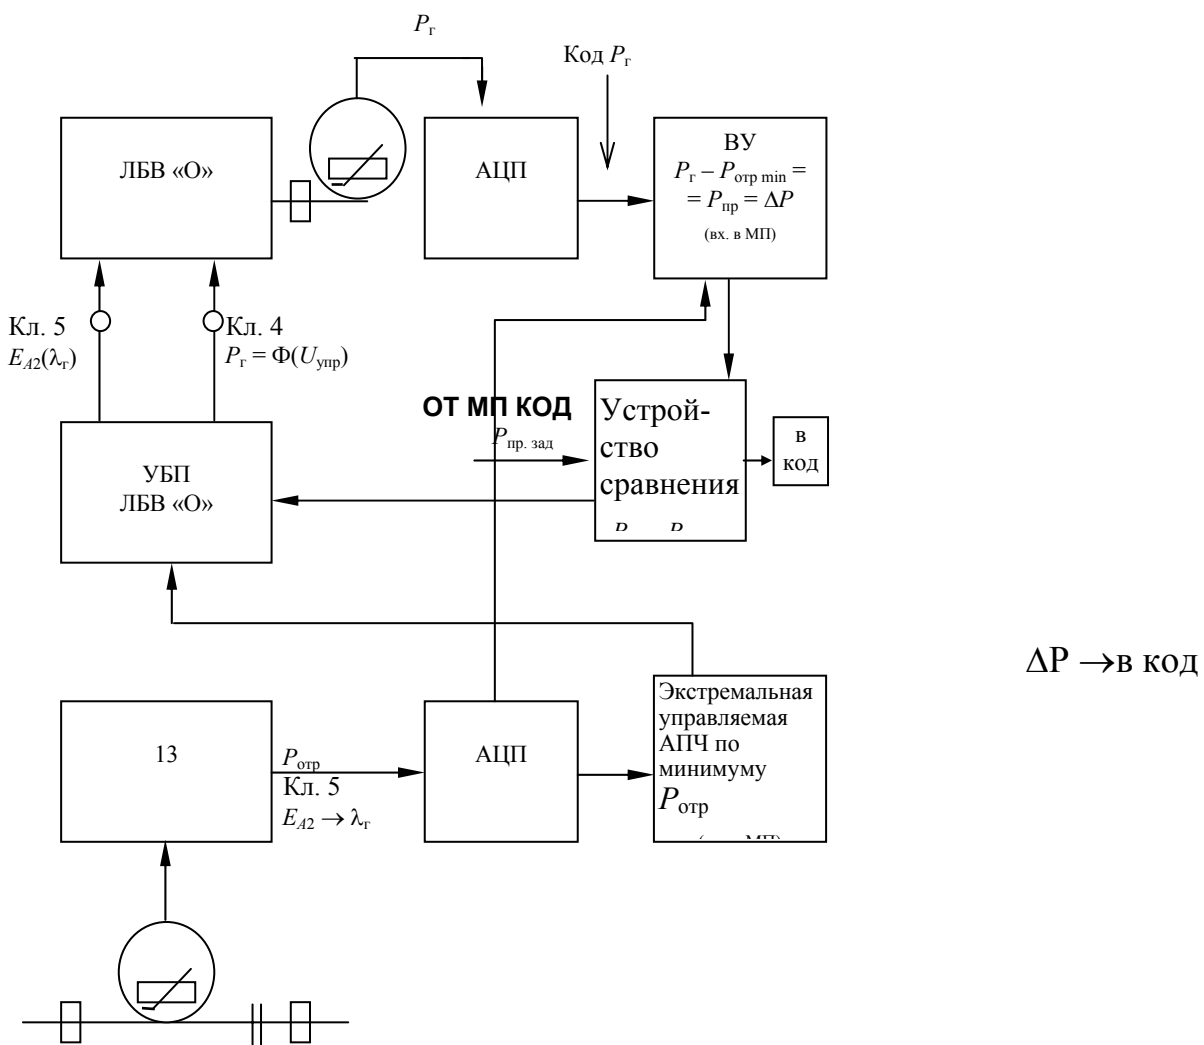 Pг
Код Pг
ЛБВ «О»
АЦП
ВУ
Pг – Pотр min =
= Pпр = ΔP
(вх. в МП)
Кл. 5
EA2(λг)
Кл. 4
Pг = Φ(Uупр)
ОТ МП КОД
Pпр. зад
Устрой-
ство
сравнения
в
код
УБП
ЛБВ «О»
ΔP →в код
13
Pотр
Кл. 5
EA2 → λг
АЦП
Экстремальная
управляемая
АПЧ по
минимуму
Pотр